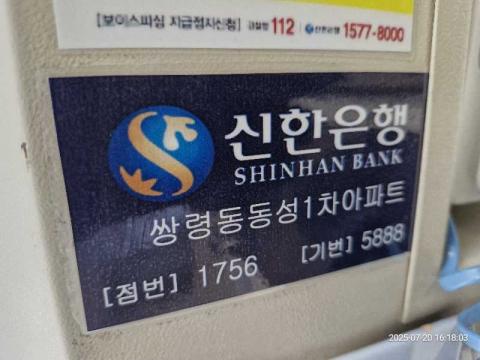 [보이스피싱 지급정지신청] 경찰청 112 | 신한은행 1577-8000
신한은행
SHINHAN BANK
쌍령동동성1차아파트
[점번] 1756 [기번] 5888
2025-07-20 16:18:03